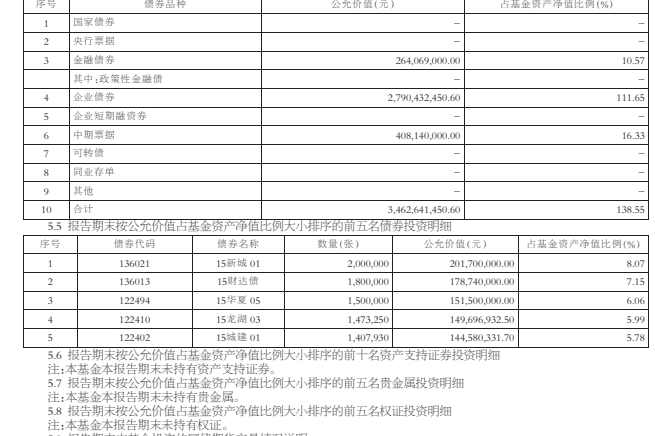 序号 债券品种 公允价值(元) 占基金资产净值比例(%)
1 国家债券 – –
2 央行票据 – –
3 金融债券 264,069,000.00 10.57
其中:政策性金融债 – –
4 企业债券 2,790,432,450.60 111.65
5 企业短期融资券 – –
6 中期票据 408,140,000.00 16.33
7 可转债 – –
8 同业存单 – –
9 其他 – –
10 合计 3,462,641,450.60 138.55
5.5 报告期末按公允价值占基金资产净值比例大小排序的前五名债券投资明细
序号 债券代码 债券名称 数量(张) 公允价值(元) 占基金资产净值比例(%)
1 136021 15新城 01 2,000,000 201,700,000.00 8.07
2 136013 15财达债 1,800,000 178,740,000.00 7.15
3 122494 15华夏 05 1,500,000 151,500,000.00 6.06
4 122410 15龙湖 03 1,473,250 149,696,932.50 5.99
5 122402 15城建 01 1,407,930 144,580,331.70 5.78
5.6 报告期末按公允价值占基金资产净值比例大小排序的前十名资产支持证券投资明细
注:本基金本报告期末未持有资产支持证券。
5.7 报告期末按公允价值占基金资产净值比例大小排序的前五名贵金属投资明细
注:本基金本报告期末未持有贵金属。
5.8 报告期末按公允价值占基金资产净值比例大小排序的前五名权证投资明细
注:本基金本报告期末未持有权证。